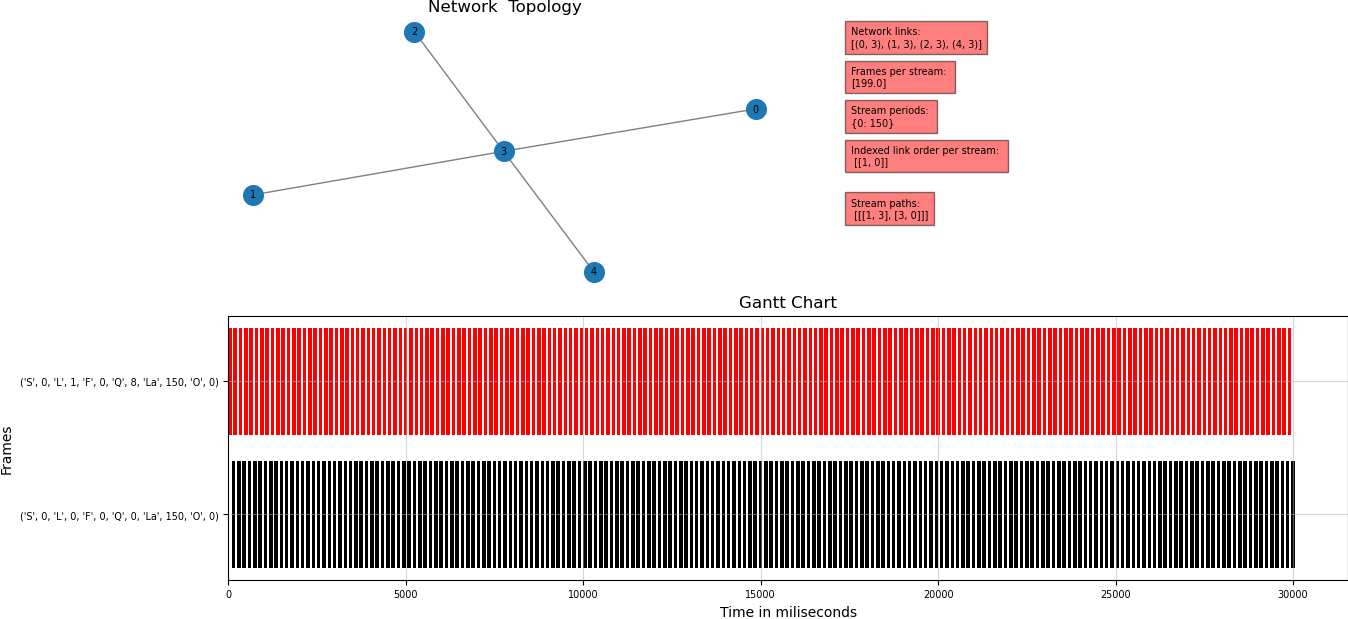 Network  Topology
2
0
3
1
4
Network links:
[(0, 3), (1, 3), (2, 3), (4, 3)]
Frames per stream:
[199.0]
Stream periods:
{0: 150}
Indexed link order per stream:
[[1, 0]]
Stream paths:
[[[1, 3], [3, 0]]]
Gantt Chart
Frames
('S', 0, 'L', 1, 'F', 0, 'Q', 8, 'La', 150, 'O', 0)
('S', 0, 'L', 0, 'F', 0, 'Q', 0, 'La', 150, 'O', 0)
0 5000 10000 15000 20000 25000 30000
Time in miliseconds